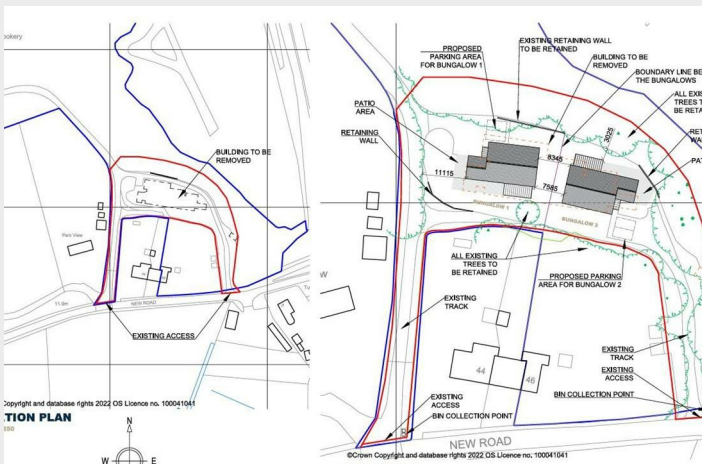 ookery
BUILDING TO BE
REMOVED
Park View
11.9m
NEW ROAD
EXISTING ACCESS
Copyright and database rights 2022 OS Licence no. 100041041
TION PLAN
N
W E
EXISTING RETAINING WALL
TO BE RETAINED
PROPOSED
PARKING AREA
FOR BUNGALOW 1
BUILDING TO BE
REMOVED
BOUNDARY LINE BE
THE BUNGALOWS
ALL EXIS
TREES T
BE RETA
PATIO
AREA
RETAINING
WALL
RET
WA
PAT
3025
6345
11115
7585
BUNGALOW 1
BUNGALOW 2
ALL EXISTING
TREES TO
BE RETAINED
PROPOSED PARKING
AREA FOR BUNGALOW 2
EXISTING
TRACK
EXISTING
TRACK
EXISTING
ACCESS
BIN COLLECTION POINT
44
46
EXISTING
ACCESS
BIN COLLECTION POINT
NEW ROAD
©Crown Copyright and database rights 2022 OS Licence no. 100041041